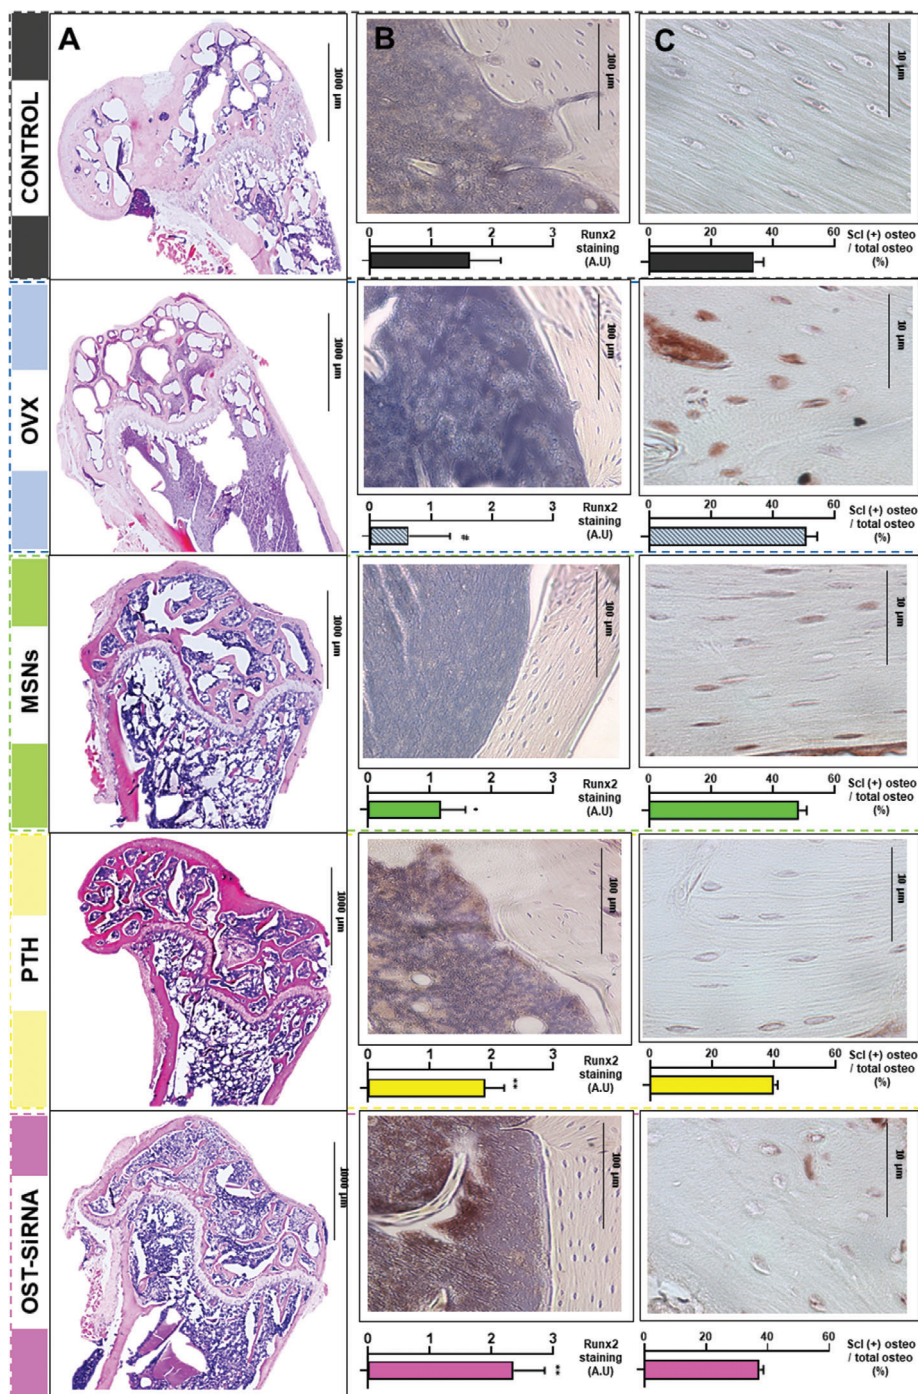 A
B
C
CONTROL
1000 µm
100 µm
10 µm
0
1
2
3
Runx2
staining
(A.U)
0
20
40
60
Scl (+) osteo
/ total osteo
(%)
OVX
1000 µm
100 µm
10 µm
0
1
2
3
#
Runx2
staining
(A.U)
0
20
40
60
Scl (+) osteo
/ total osteo
(%)
MSNs
1000 µm
100 µm
10 µm
0
1
2
3
*
Runx2
staining
(A.U)
0
20
40
60
Scl (+) osteo
/ total osteo
(%)
PTH
1000 µm
100 µm
10 µm
0
1
2
3
**
Runx2
staining
(A.U)
0
20
40
60
Scl (+) osteo
/ total osteo
(%)
OST-SiRNA
1000 µm
100 µm
10 µm
0
1
2
3
**
Runx2
staining
(A.U)
0
20
40
60
Scl (+) osteo
/ total osteo
(%)